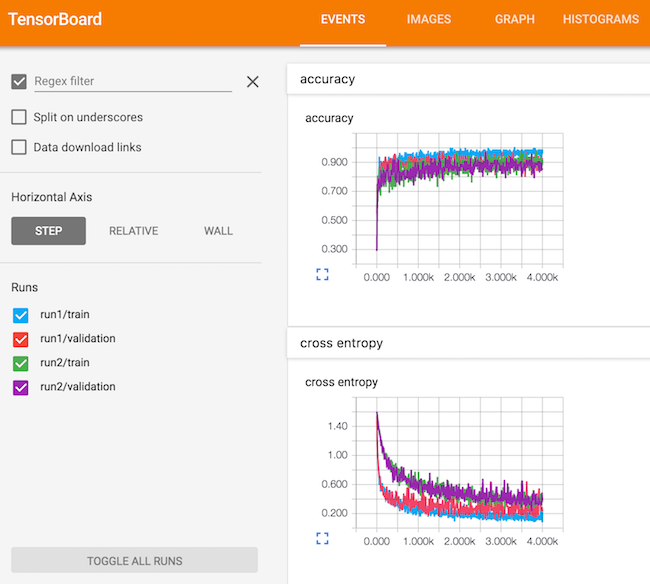 TensorBoard
EVENTS IMAGES GRAPH HISTOGRAMS
Regex filter
Split on underscores
Data download links
Horizontal Axis
STEP RELATIVE WALL
Runs
run1/train
run1/validation
run2/train
run2/validation
TOGGLE ALL RUNS
accuracy
accuracy
0.900
0.700
0.500
0.300
0.000 1.000k 2.000k 3.000k 4.000k
cross entropy
cross entropy
1.40
1.00
0.600
0.200
0.000 1.000k 2.000k 3.000k 4.000k